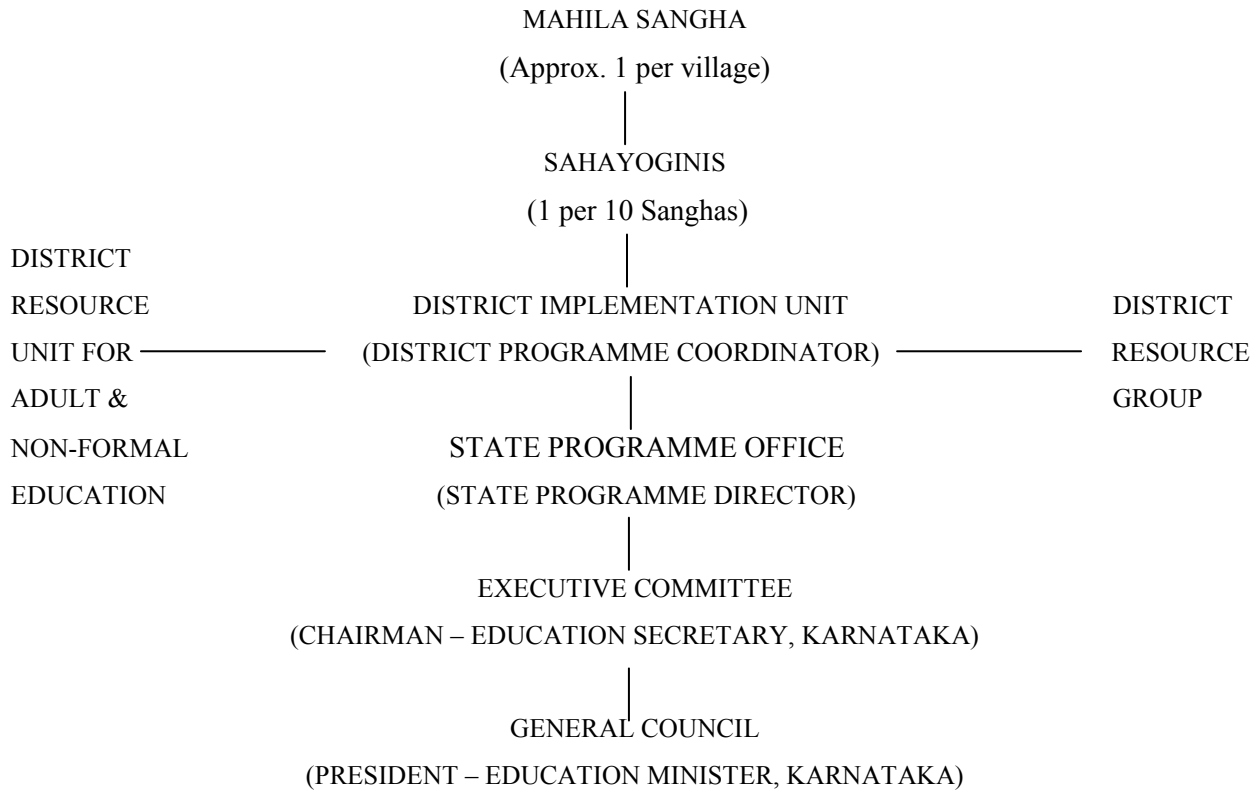 MAHILA SANGHA
(Approx. 1 per village)
SAHAYOGINIS
(1 per 10 Sanghas)
DISTRICT
RESOURCE
UNIT FOR
ADULT &
NON-FORMAL
EDUCATION
DISTRICT IMPLEMENTATION UNIT
(DISTRICT PROGRAMME COORDINATOR)
DISTRICT
RESOURCE
GROUP
STATE PROGRAMME OFFICE
(STATE PROGRAMME DIRECTOR)
EXECUTIVE COMMITTEE
(CHAIRMAN – EDUCATION SECRETARY, KARNATAKA)
GENERAL COUNCIL
(PRESIDENT – EDUCATION MINISTER, KARNATAKA)